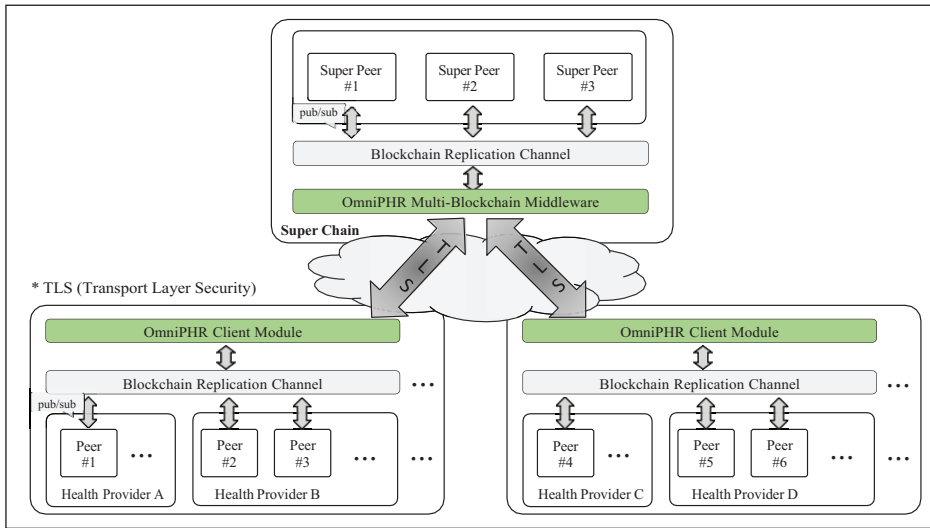 Super Peer
#1
Super Peer
#2
Super Peer
#3
pub/sub
Blockchain Replication Channel
OmniPHR Multi-Blockchain Middleware
Super Chain
TLS
TLS
* TLS (Transport Layer Security)
OmniPHR Client Module
Blockchain Replication Channel
...
pub/sub
Peer
#1
...
Health Provider A
Peer
#2
Peer
#3
...
...
Health Provider B
OmniPHR Client Module
Blockchain Replication Channel
...
Peer
#4
...
Health Provider C
Peer
#5
Peer
#6
...
...
Health Provider D